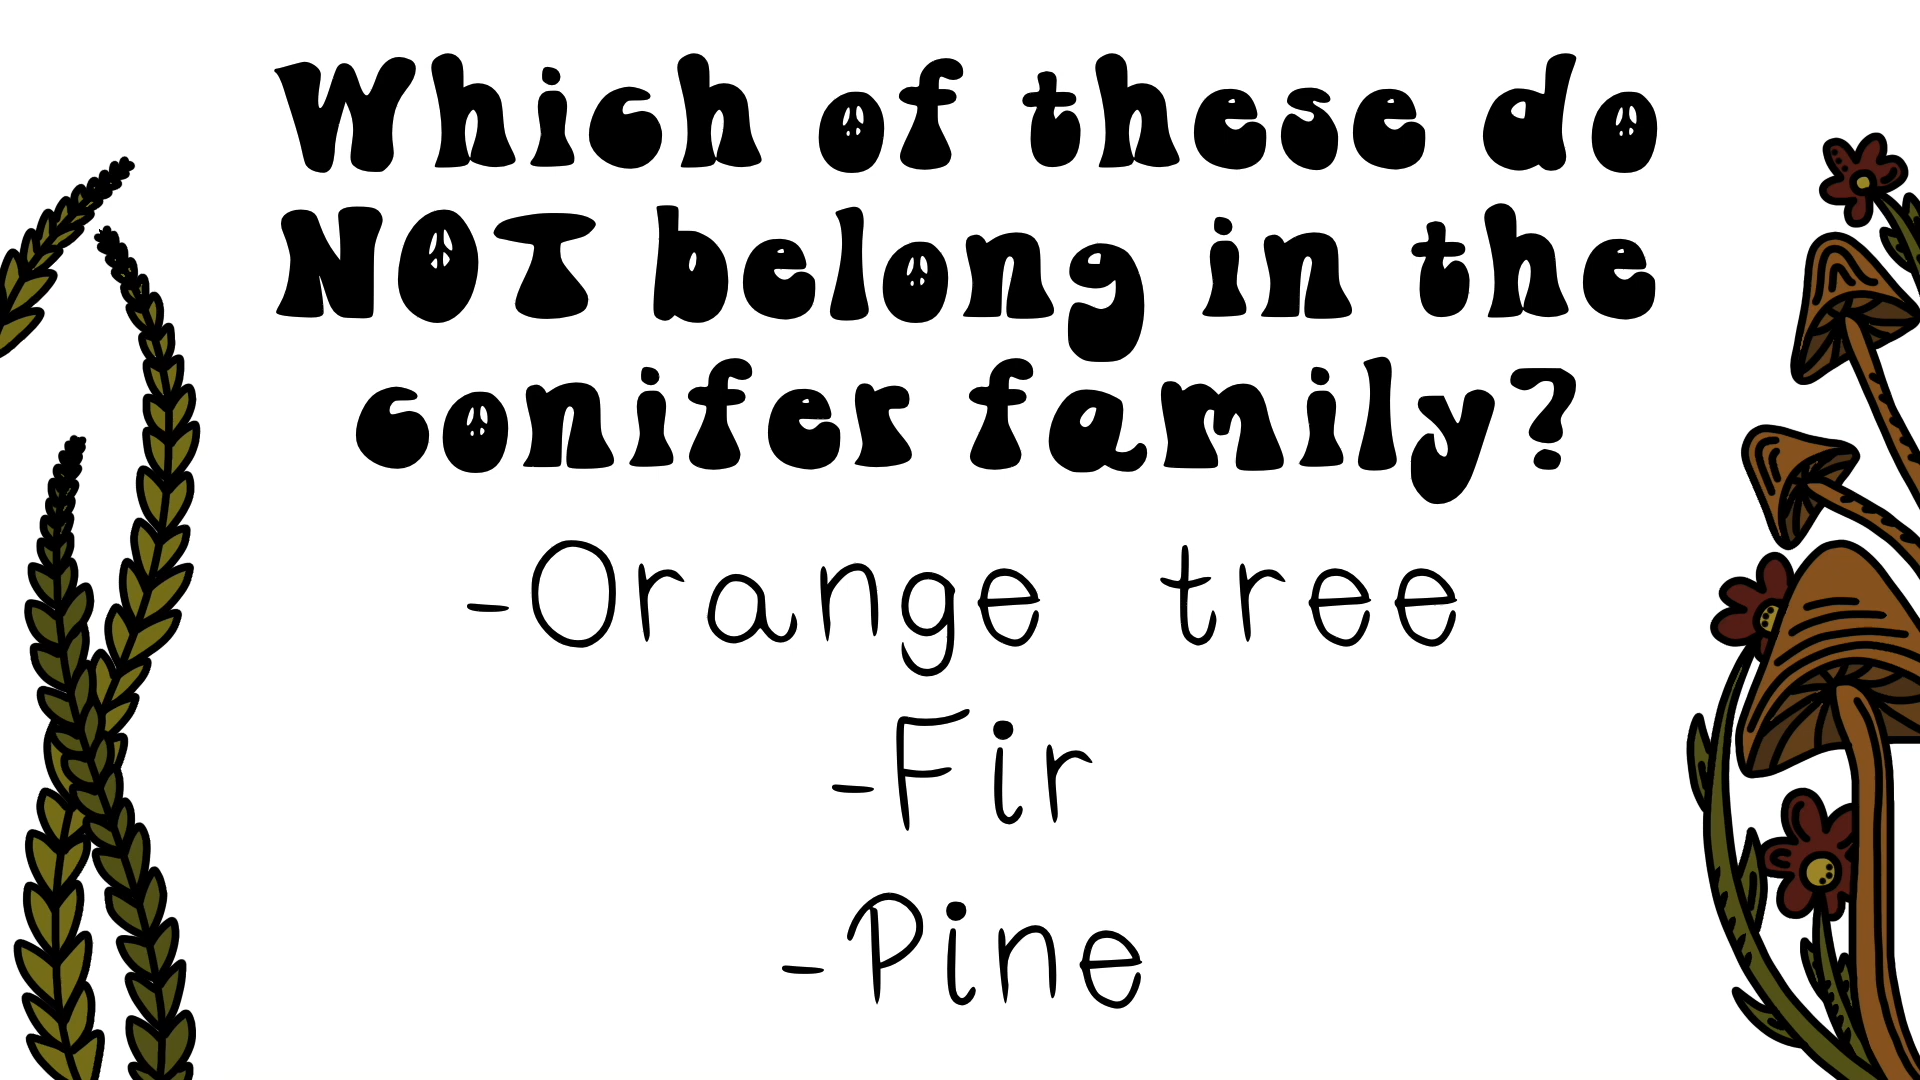 Which of these do
NOT belong in the
conifer family?
-Orange tree
-Fir
-Pine